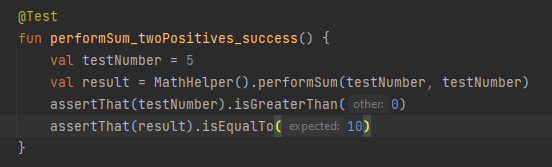 @Test
fun performSum_twoPositives_success() {
    val testNumber = 5
    val result = MathHelper().performSum(testNumber, testNumber)
    assertThat(testNumber).isGreaterThan( other: 0)
    assertThat(result).isEqualTo( expected: 10)
}